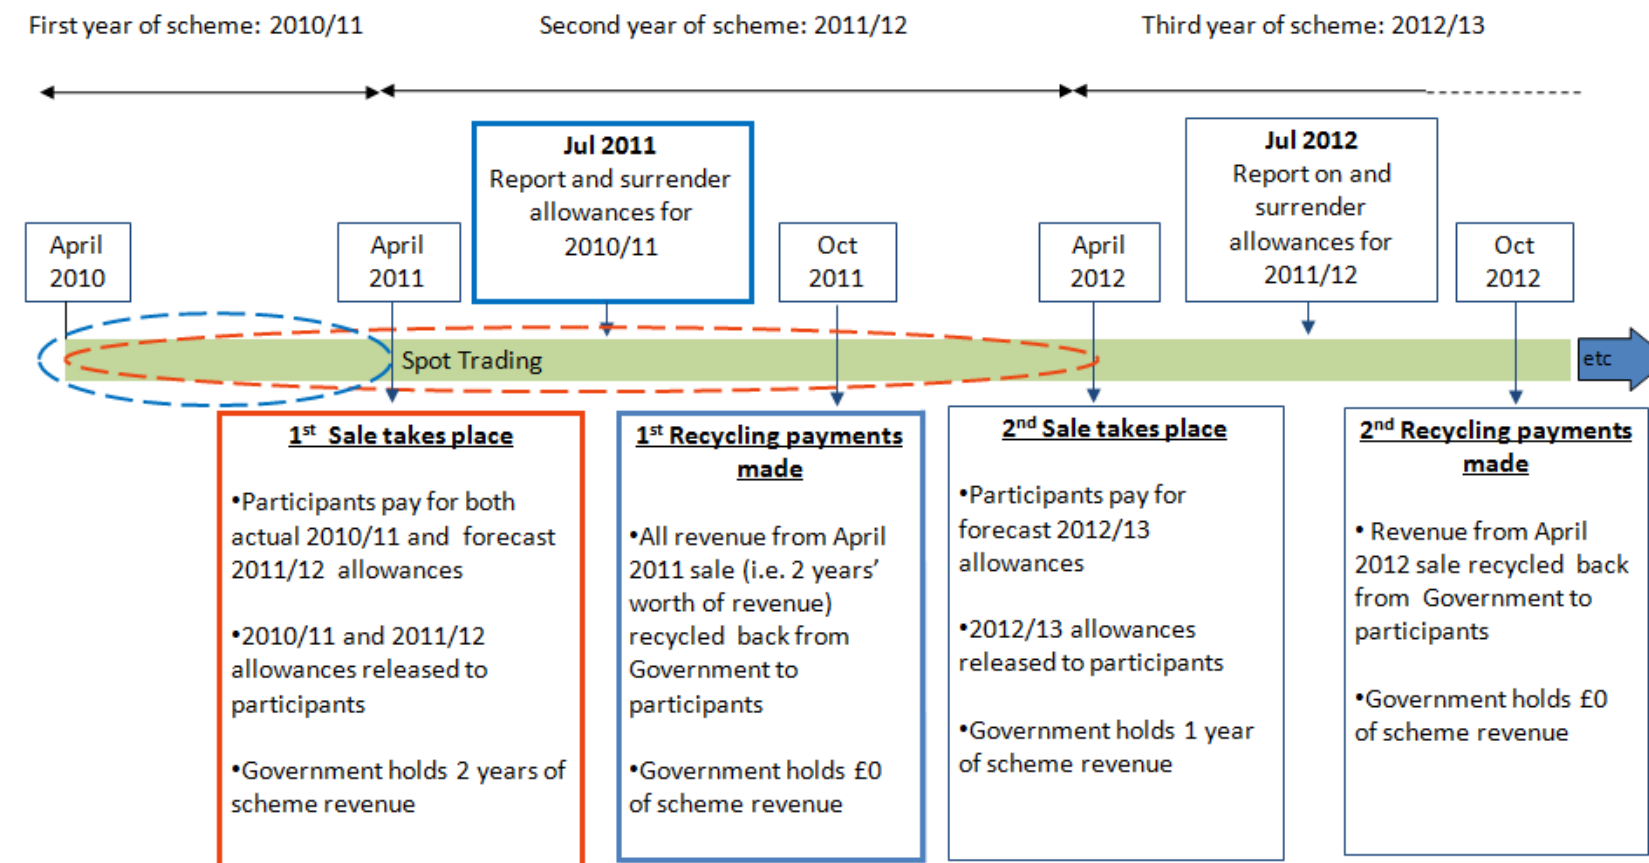 First year of scheme: 2010/11
Second year of scheme: 2011/12
Third year of scheme: 2012/13
April
2010
April
2011
Jul 2011
Report and surrender
allowances for
2010/11
Oct
2011
April
2012
Jul 2012
Report on and
surrender
allowances for
2011/12
Oct
2012
Spot Trading
etc
1st Sale takes place
•Participants pay for both
actual 2010/11 and forecast
2011/12 allowances
•2010/11 and 2011/12
allowances released to
participants
•Government holds 2 years of
scheme revenue
1st Recycling payments
made
•All revenue from April
2011 sale (i.e. 2 years’
worth of revenue)
recycled back from
Government to
participants
•Government holds £0
of scheme revenue
2nd Sale takes place
•Participants pay for
forecast 2012/13
allowances
•2012/13 allowances
released to participants
•Government holds 1 year
of scheme revenue
2nd Recycling payments
made
• Revenue from April
2012 sale recycled back
from Government to
participants
•Government holds £0
of scheme revenue